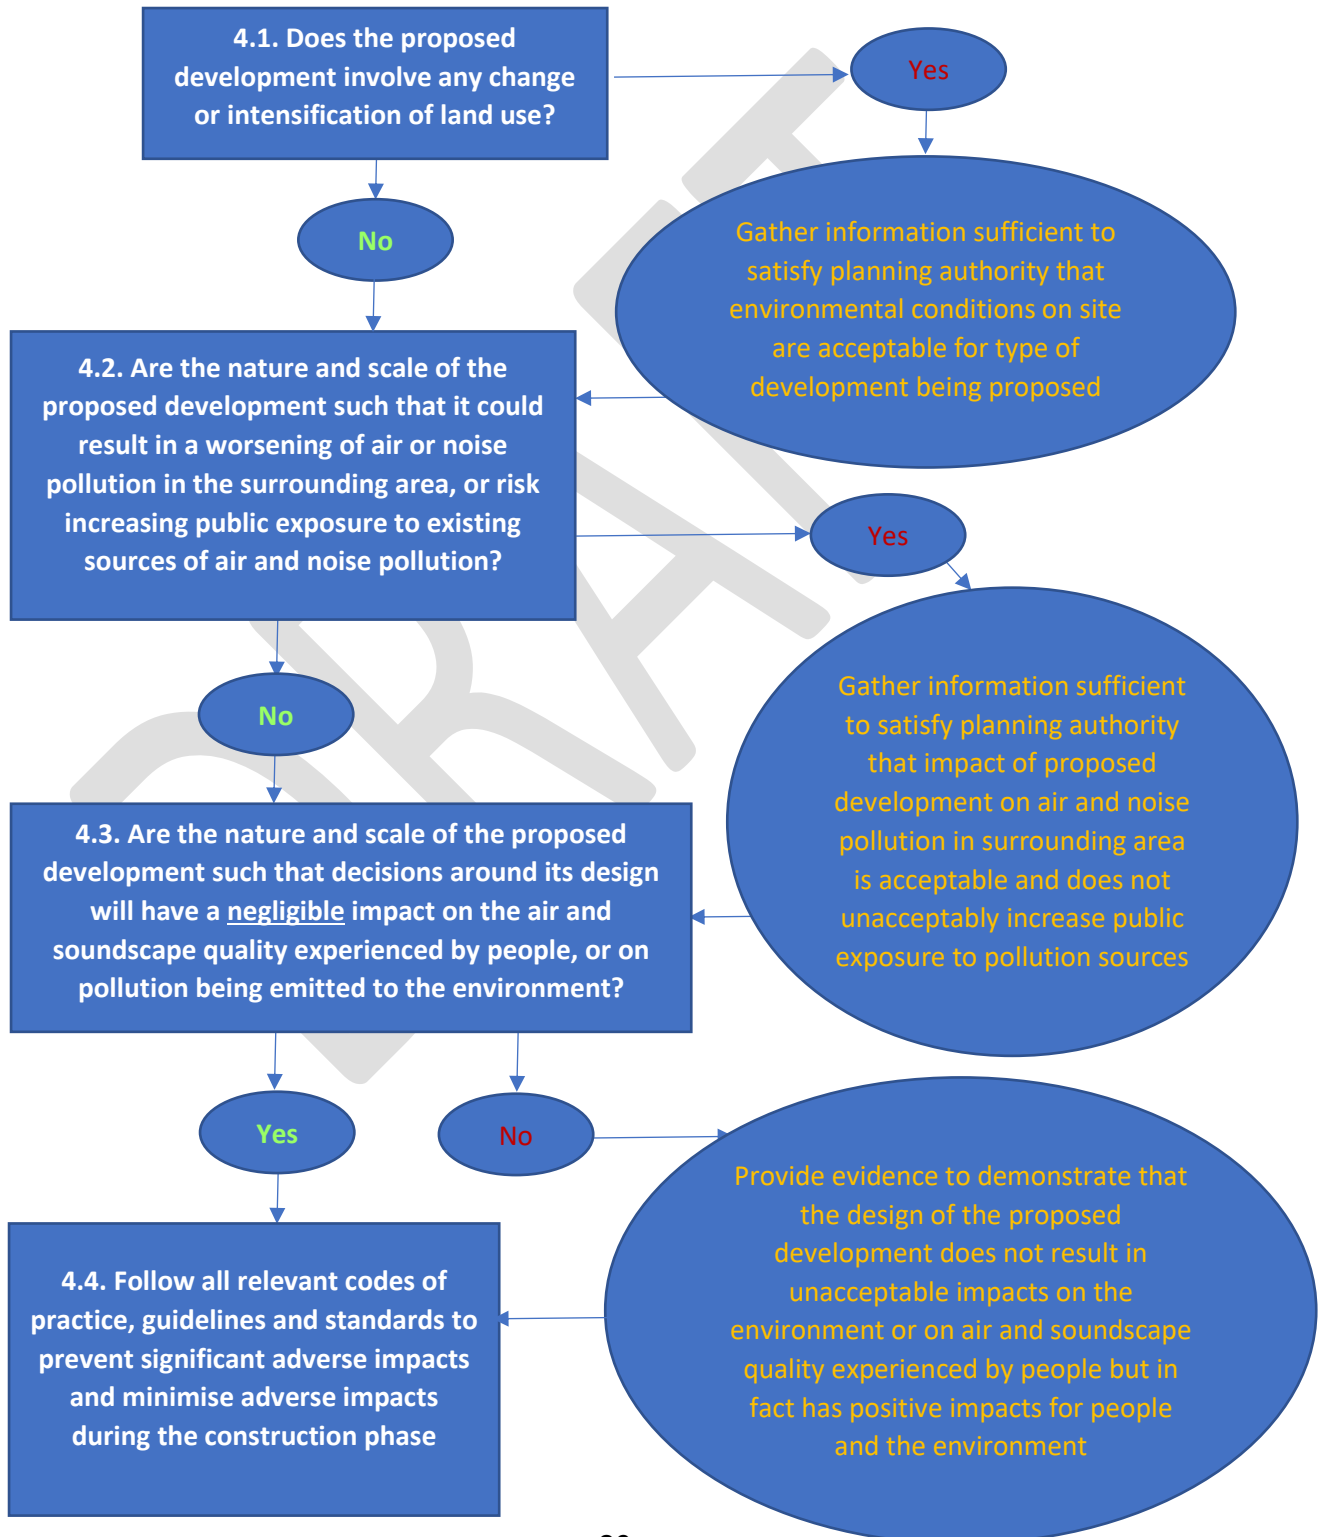 4.1. Does the proposed
development involve any change
or intensification of land use?
Yes
No
Gather information sufficient to
satisfy planning authority that
environmental conditions on site
are acceptable for type of
development being proposed
4.2. Are the nature and scale of the
proposed development such that it could
result in a worsening of air or noise
pollution in the surrounding area, or risk
increasing public exposure to existing
sources of air and noise pollution?
Yes
No
Gather information sufficient
to satisfy planning authority
that impact of proposed
development on air and noise
pollution in surrounding area
is acceptable and does not
unacceptably increase public
exposure to pollution sources
4.3. Are the nature and scale of the proposed
development such that decisions around its design
will have a negligible impact on the air and
soundscape quality experienced by people, or on
pollution being emitted to the environment?
Yes
No
Provide evidence to demonstrate that
the design of the proposed
development does not result in
unacceptable impacts on the
environment or on air and soundscape
quality experienced by people but in
fact has positive impacts for people
and the environment
4.4. Follow all relevant codes of
practice, guidelines and standards to
prevent significant adverse impacts
and minimise adverse impacts
during the construction phase
DRAFT